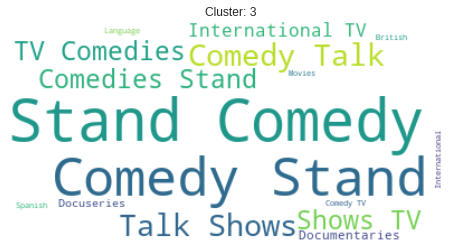 Cluster: 3
Language
International TV
British
TV Comedies
Comedy Talk
Comedies Stand
Movies
Stand Comedy
International
Comedy Stand
Spanish
Docuseries
Comedy TV
Talk Shows
Shows TV
Documentaries